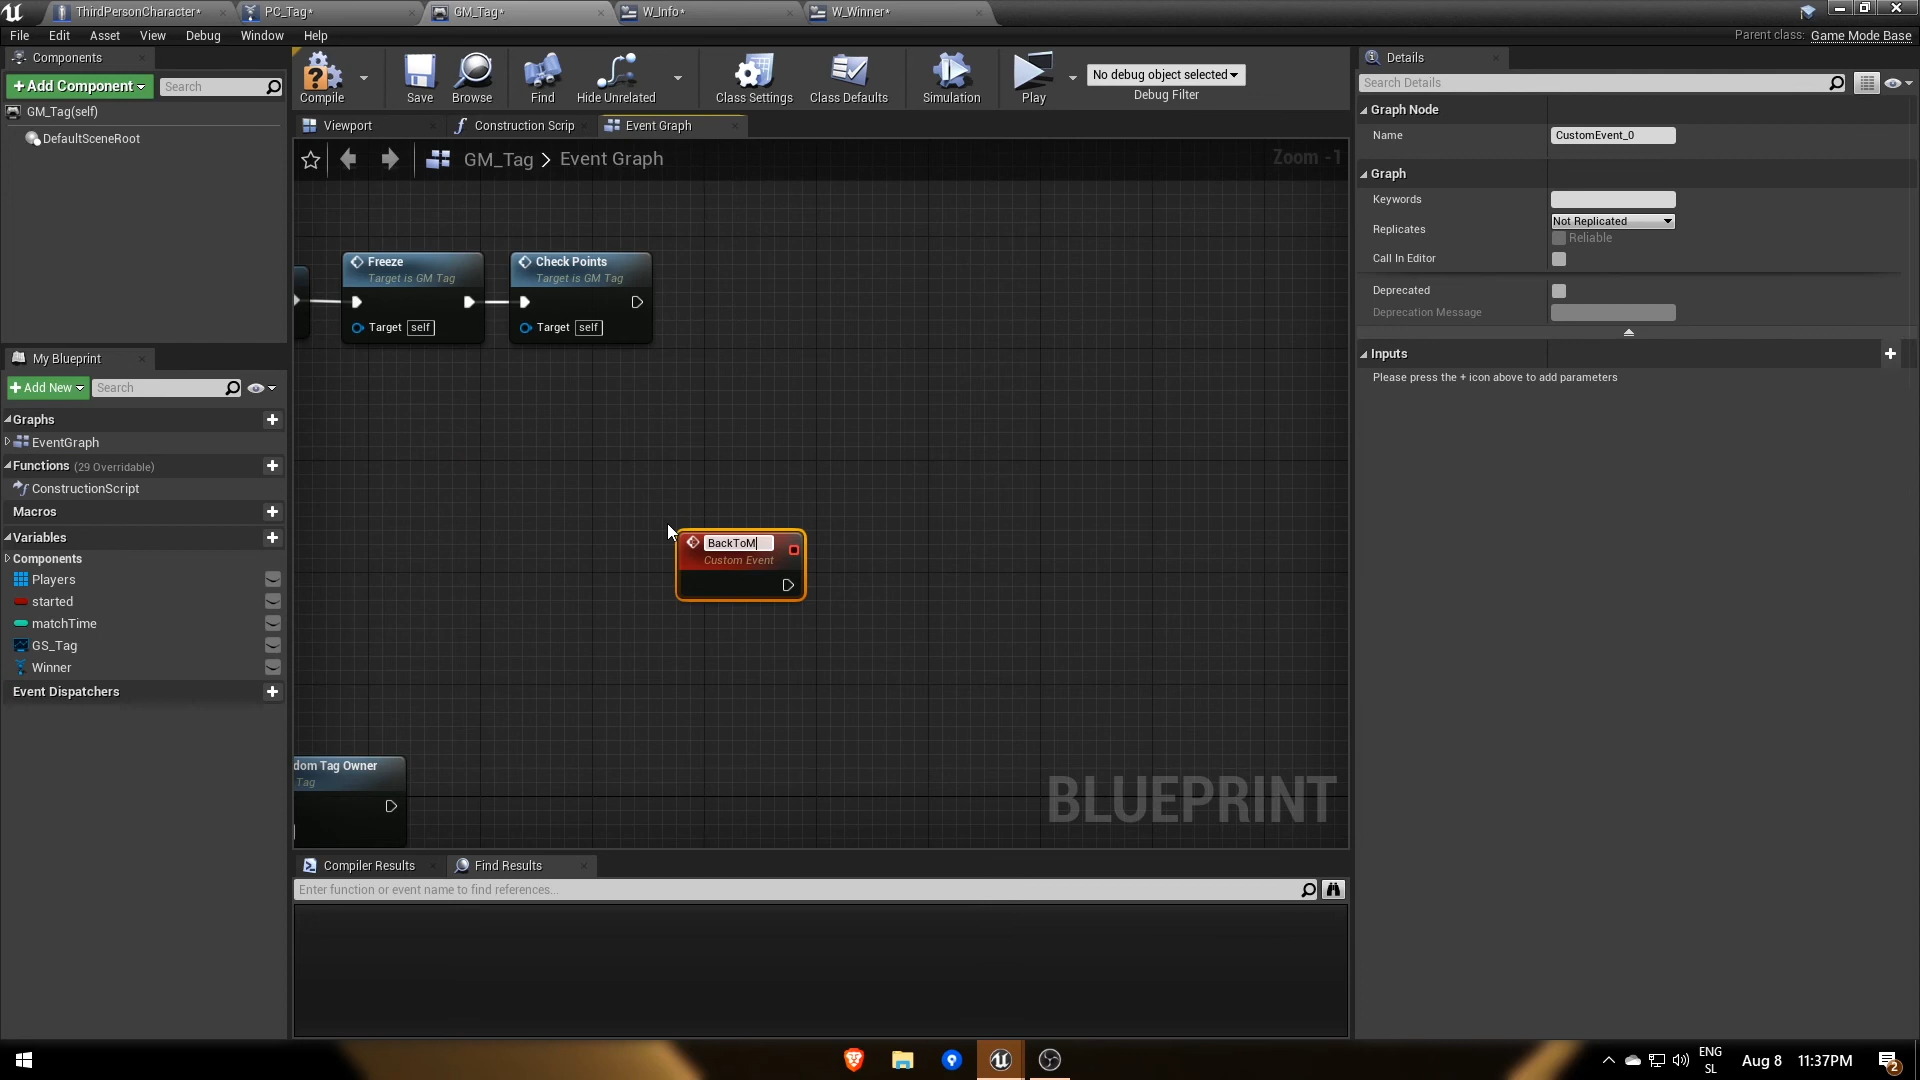 ThirdPersonCharacter*
PC_Tag*
GM_Tag*
W_Info*
W_Winner*
File
Edit
Asset
View
Debug
Window
Help
Parent class: Game Mode Base
Components
+Add Component
Search
GM_Tag(self)
DefaultSceneRoot
Compile
Save
Browse
Find
Hide Unrelated
Class Settings
Class Defaults
Simulation
Play
No debug object selected
Debug Filter
Viewport
Construction Scrip
Event Graph
GM_Tag > Event Graph
Zoom -1
Freeze
Target is GM Tag
Target self
Check Points
Target is GM Tag
Target self
BackToM
Custom Event
dom Tag Owner
Tag
BLUEPRINT
My Blueprint
+Add New
Search
Graphs
EventGraph
Functions (29 Overridable)
ConstructionScript
Macros
Variables
Components
Players
started
matchTime
GS_Tag
Winner
Event Dispatchers
Compiler Results
Find Results
Enter function or event name to find references...
Details
Search Details
Graph Node
Name CustomEvent_0
Graph
Keywords
Replicates Not Replicated
Reliable
Call In Editor
Deprecated
Deprecation Message
Inputs
Please press the + icon above to add parameters
ENG
SL
Aug 8 11:37PM
2